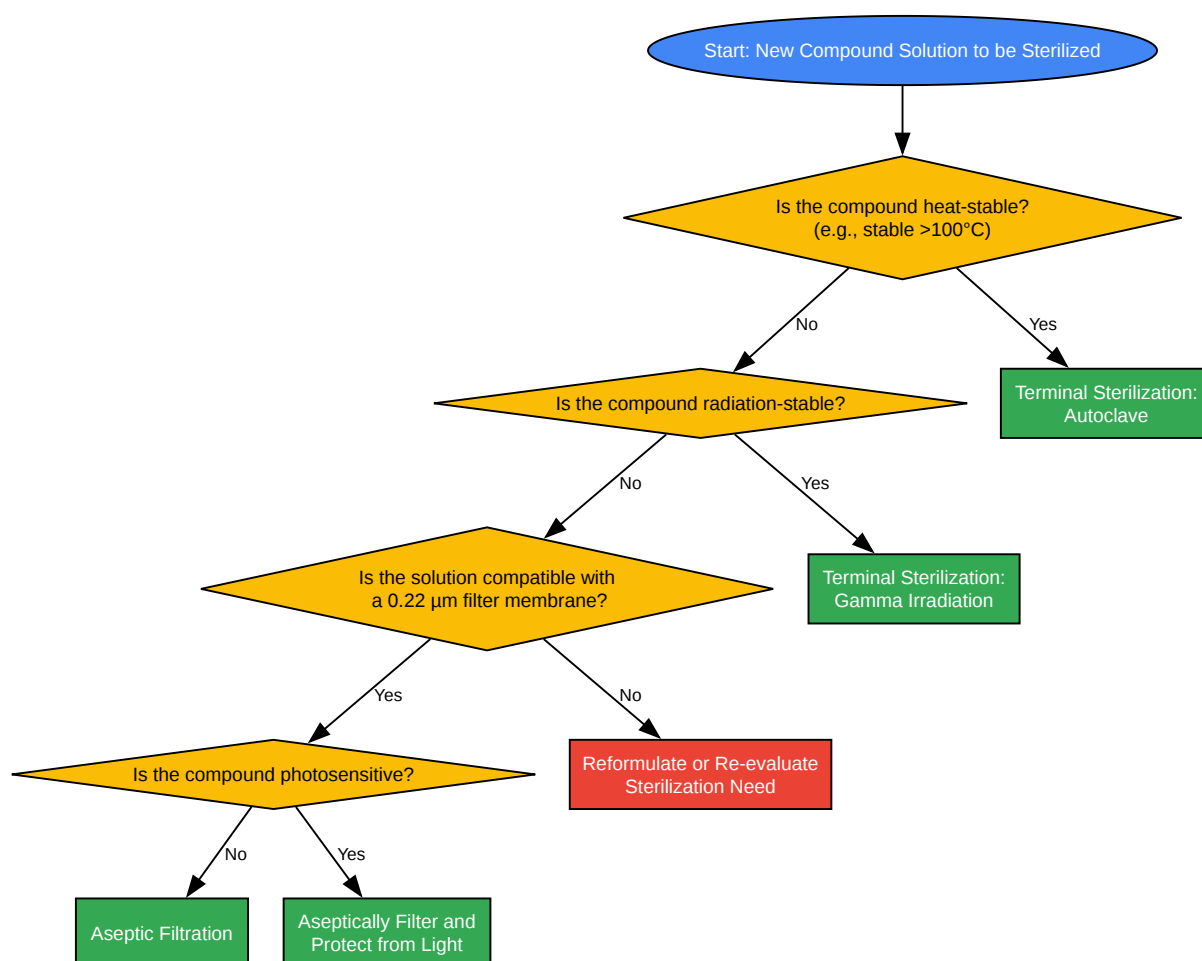 Start: New Compound Solution to be Sterilized
Is the compound heat-stable?
(e.g., stable >100°C)
No
Yes
Is the compound radiation-stable?
Terminal Sterilization:
Autoclave
No
Yes
Is the solution compatible with
a 0.22 µm filter membrane?
Terminal Sterilization:
Gamma Irradiation
Yes
No
Is the compound photosensitive?
Reformulate or Re-evaluate
Sterilization Need
No
Yes
Aseptic Filtration
Aseptically Filter and
Protect from Light